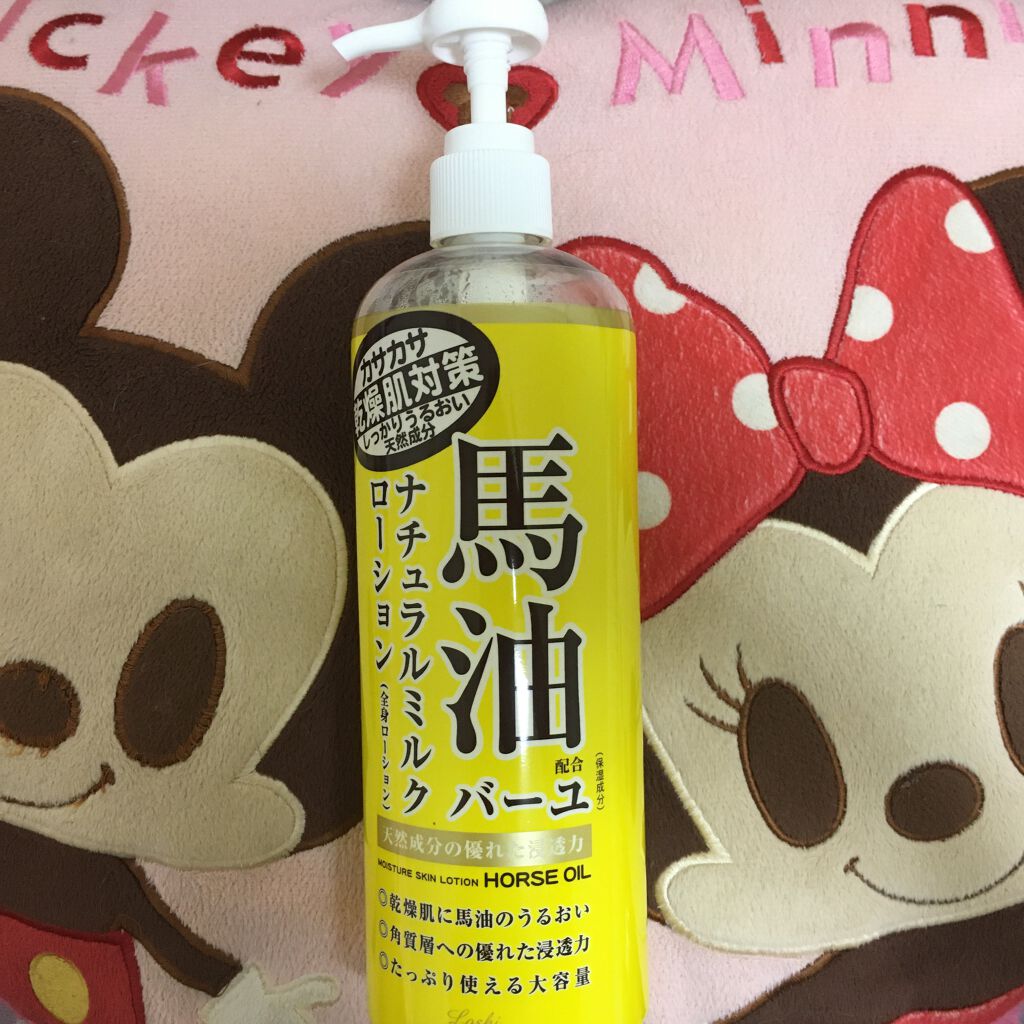 ickey Minni
カサカサ
乾燥肌対策
しっかりうるおい
天然成分
馬油
配合
(保湿成分)
バーユ
ナチュラルミルク
ローション(全身ローション)
天然成分の優れた浸透力
MOISTURE SKIN LOTION HORSE OIL
◎乾燥肌に馬油のうるおい
◎角質層への優れた浸透力
◎たっぷり使える大容量
Loshi